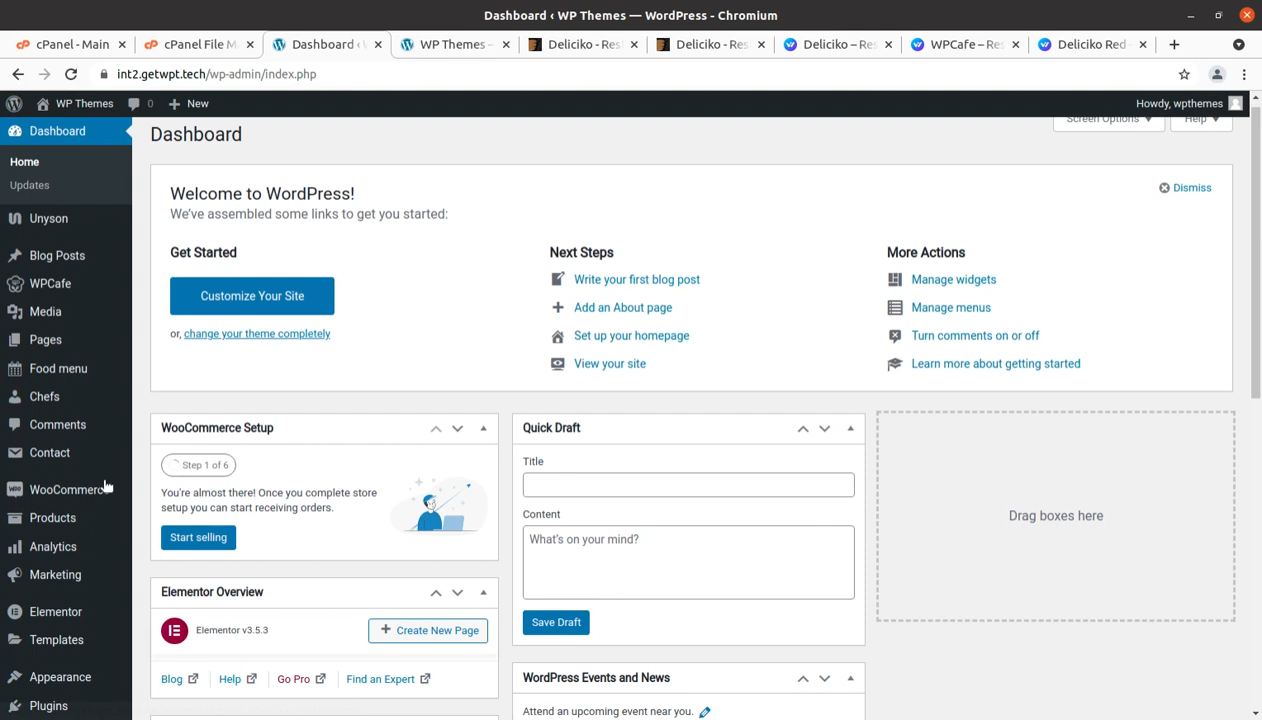 Dashboard ‹ WP Themes — WordPress - Chromium
cPanel - Main
cPanel File M
Dashboard ‹
WP Themes –
Deliciko - Res
Deliciko - Res
Deliciko – Res
WPCafe – Res
Deliciko Red
int2.getwpt.tech/wp-admin/index.php
WP Themes
0
New
Howdy, wpthemes
Dashboard
Home
Updates
Unyson
Blog Posts
WPCafe
Media
Pages
Food menu
Chefs
Comments
Contact
WooCommerc
Products
Analytics
Marketing
Elementor
Templates
Appearance
Plugins
Dashboard
Screen Options
Help
Welcome to WordPress!
We've assembled some links to get you started:
Dismiss
Get Started
Customize Your Site
or, change your theme completely
Next Steps
Write your first blog post
Add an About page
Set up your homepage
View your site
More Actions
Manage widgets
Manage menus
Turn comments on or off
Learn more about getting started
WooCommerce Setup
Step 1 of 6
You're almost there! Once you complete store
setup you can start receiving orders.
Start selling
Elementor Overview
Elementor v3.5.3
Create New Page
Blog
Help
Go Pro
Find an Expert
Quick Draft
Title
Content
What's on your mind?
Save Draft
WordPress Events and News
Attend an upcoming event near you.
Drag boxes here